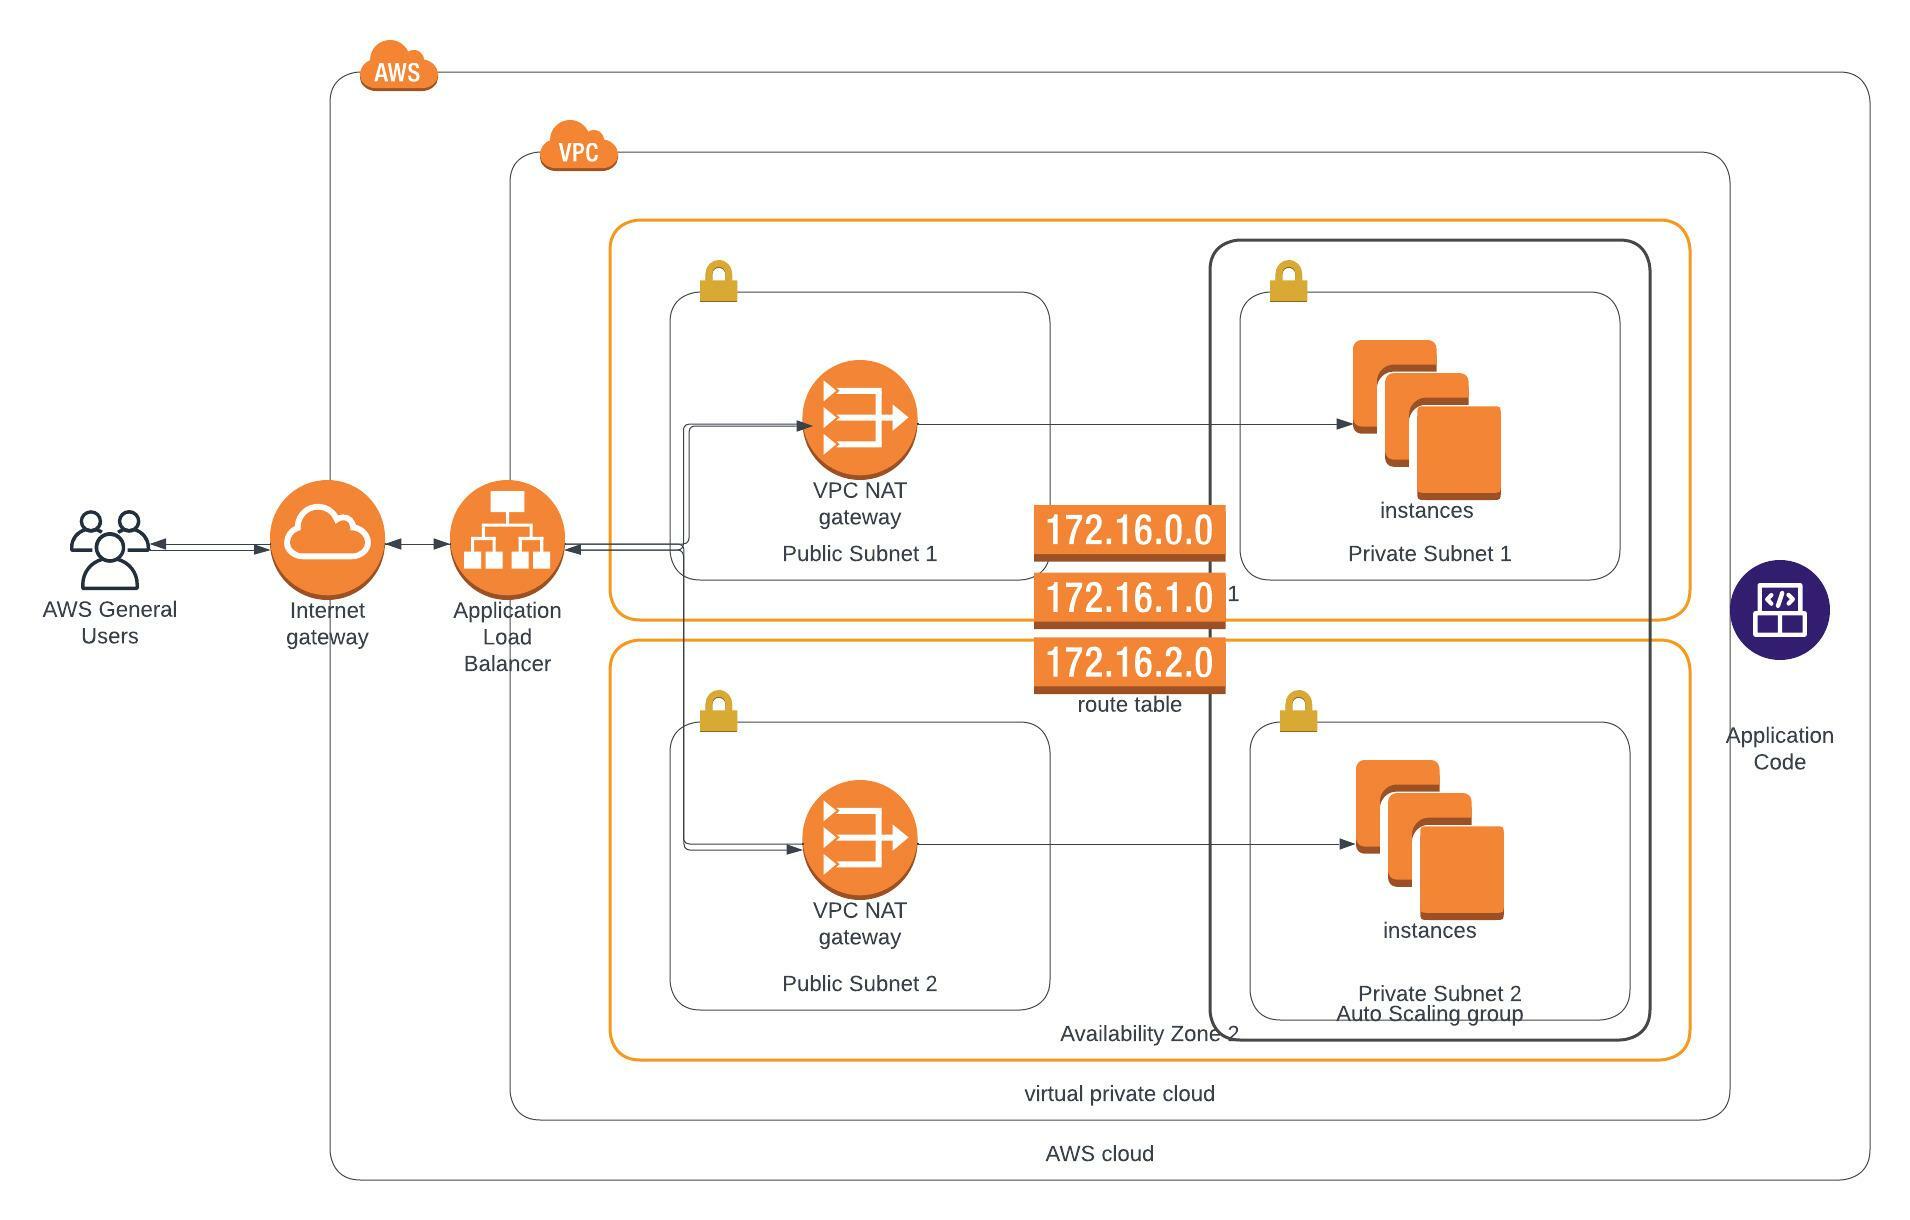 AWS
VPC
172.16.0.0
172.16.1.0
172.16.2.0
route table
VPC NAT
gateway
Public Subnet 1
instances
Private Subnet 1
1
AWS General
Users
Internet
gateway
Application
Load
Balancer
Application
Code
VPC NAT
gateway
Public Subnet 2
instances
Private Subnet 2
Auto Scaling group
Availability Zone 2
virtual private cloud
AWS cloud